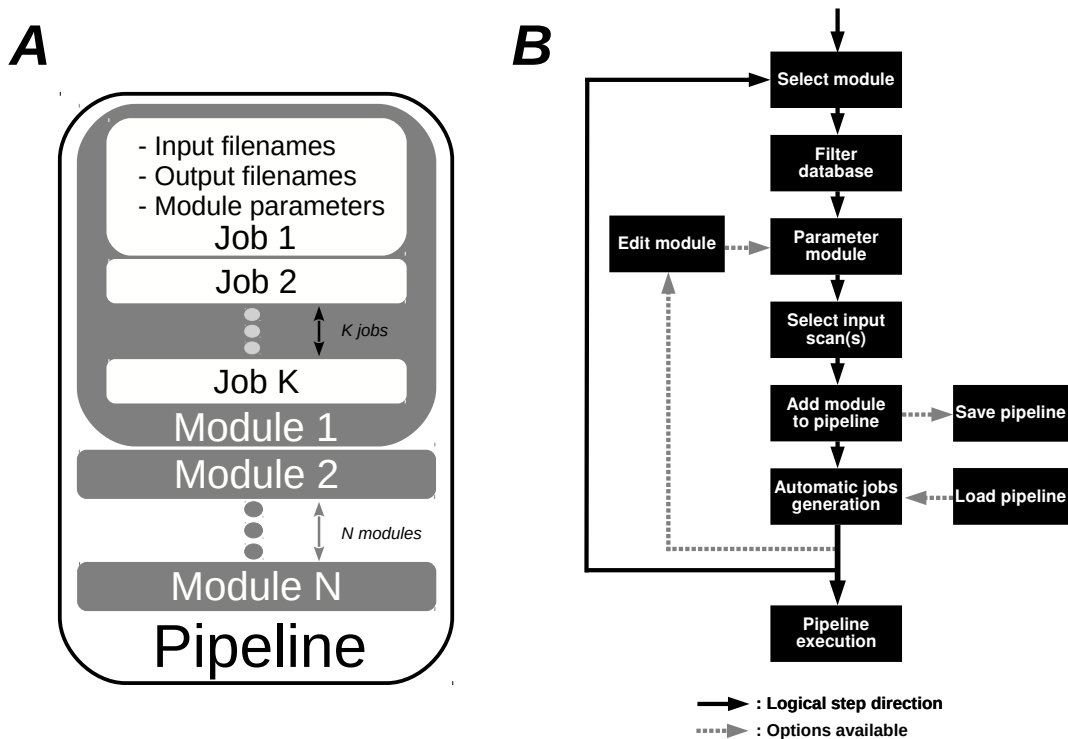 A
- Input filenames
- Output filenames
- Module parameters
Job 1
Job 2
K jobs
Job K
Module 1
Module 2
N modules
Module N
Pipeline
B
Select module
Filter
database
Edit module
Parameter
module
Select input
scan(s)
Add module
to pipeline
Save pipeline
Automatic jobs
generation
Load pipeline
Pipeline
execution
: Logical step direction
: Options available